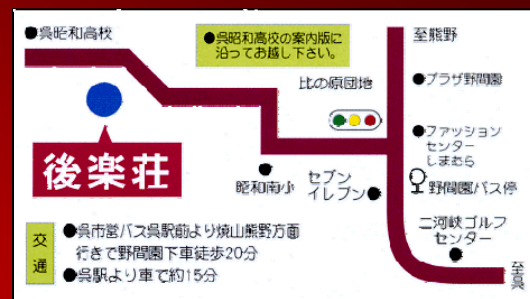 ●呉昭和高校
●呉昭和高校の案内版に
沿ってお越し下さい。
至熊野
比の原団地
●プラザ野間園
●ファッション
センター
しまむら
後楽荘
昭和南小
セブン
イレブン●
野間園バス停
二河峡ゴルフ
センター
至呉
交通
●呉市営バス呉駅前より焼山熊野方面
行きで野間園下車徒歩20分
●呉駅より車で約15分